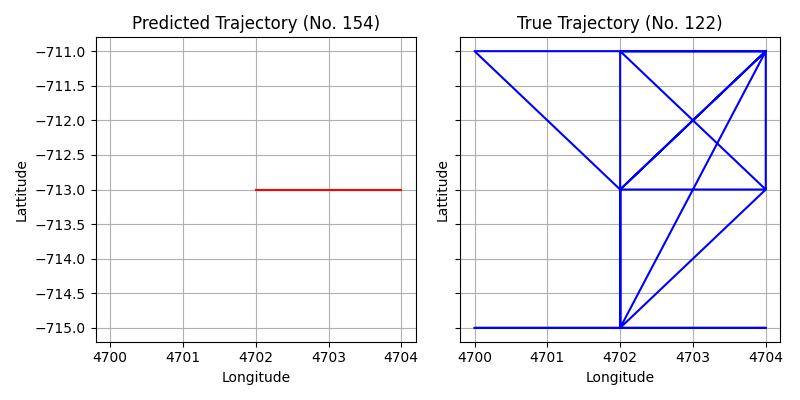 Predicted Trajectory (No. 154)
Lattitude
−711.0
−711.5
−712.0
−712.5
−713.0
−713.5
−714.0
−714.5
−715.0
4700 4701 4702 4703 4704
Longitude
True Trajectory (No. 122)
Lattitude
4700 4701 4702 4703 4704
Longitude